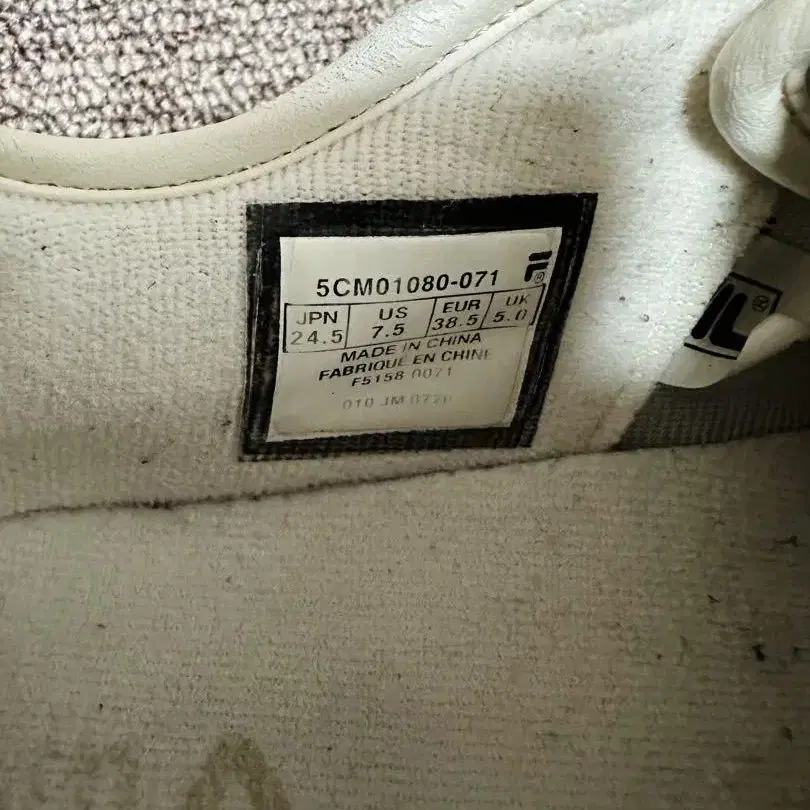 5CM01080-071
JPN US EUR UK
24.5 7.5 38.5 5.0
MADE IN CHINA
FABRIQUE EN CHINE
F5158 0071
010 JM